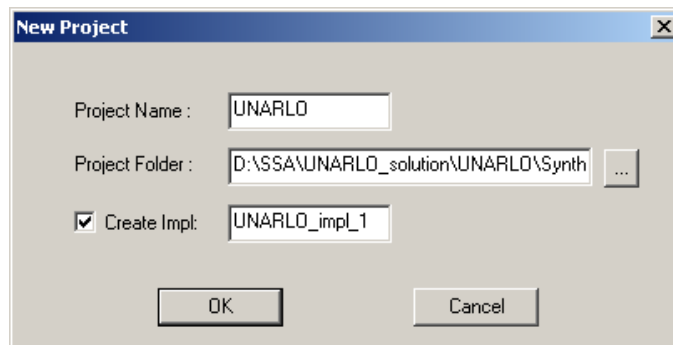 New Project
Project Name : UNARLO
Project Folder : D:\SSA\UNARLO_solution\UNARLO\Synth ...
Create Impl: UNARLO_impl_1
OK Cancel